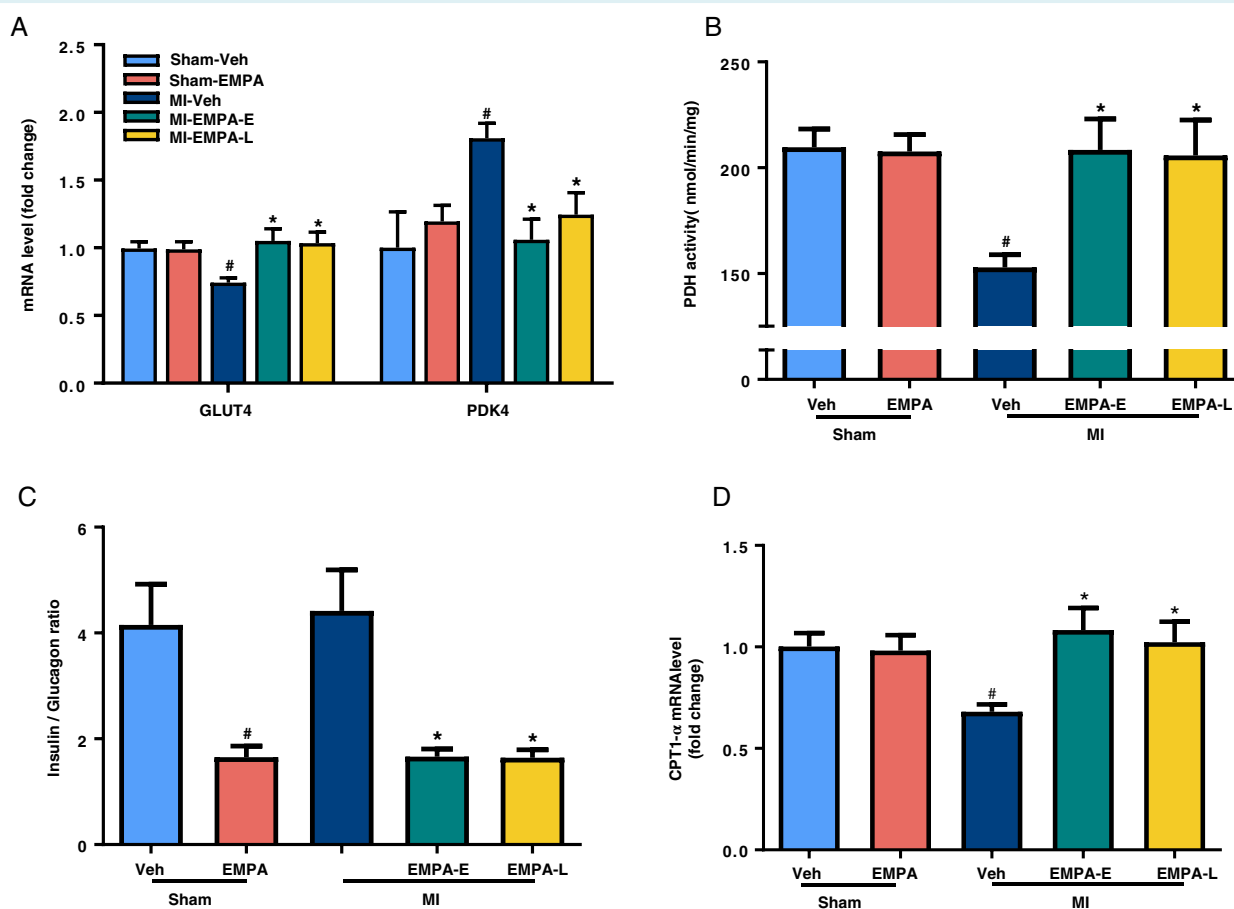 A
2.5
2.0
1.5
1.0
0.5
0.0
mRNA level (fold change)
Sham-Veh
Sham-EMPA
MI-Veh
MI-EMPA-E
MI-EMPA-L
#
*
*
#
*
*
GLUT4 PDK4
B
250
200
150
0
PDH activity( nmol/min/mg)
#
*
*
Veh EMPA Veh EMPA-E EMPA-L
Sham MI
C
6
4
2
0
Insulin / Glucagon ratio
#
*
*
Veh EMPA EMPA-E EMPA-L
Sham MI
D
1.5
1.0
0.5
0.0
CPT1-α mRNAlevel
(fold change)
#
*
*
Veh EMPA Veh EMPA-E EMPA-L
Sham MI